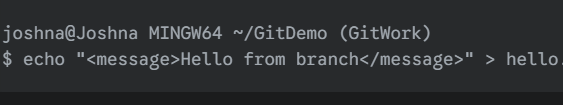 joshna@Joshna MINGW64 ~/GitDemo (GitWork)
$ echo "<message>Hello from branch</message>" > hello.